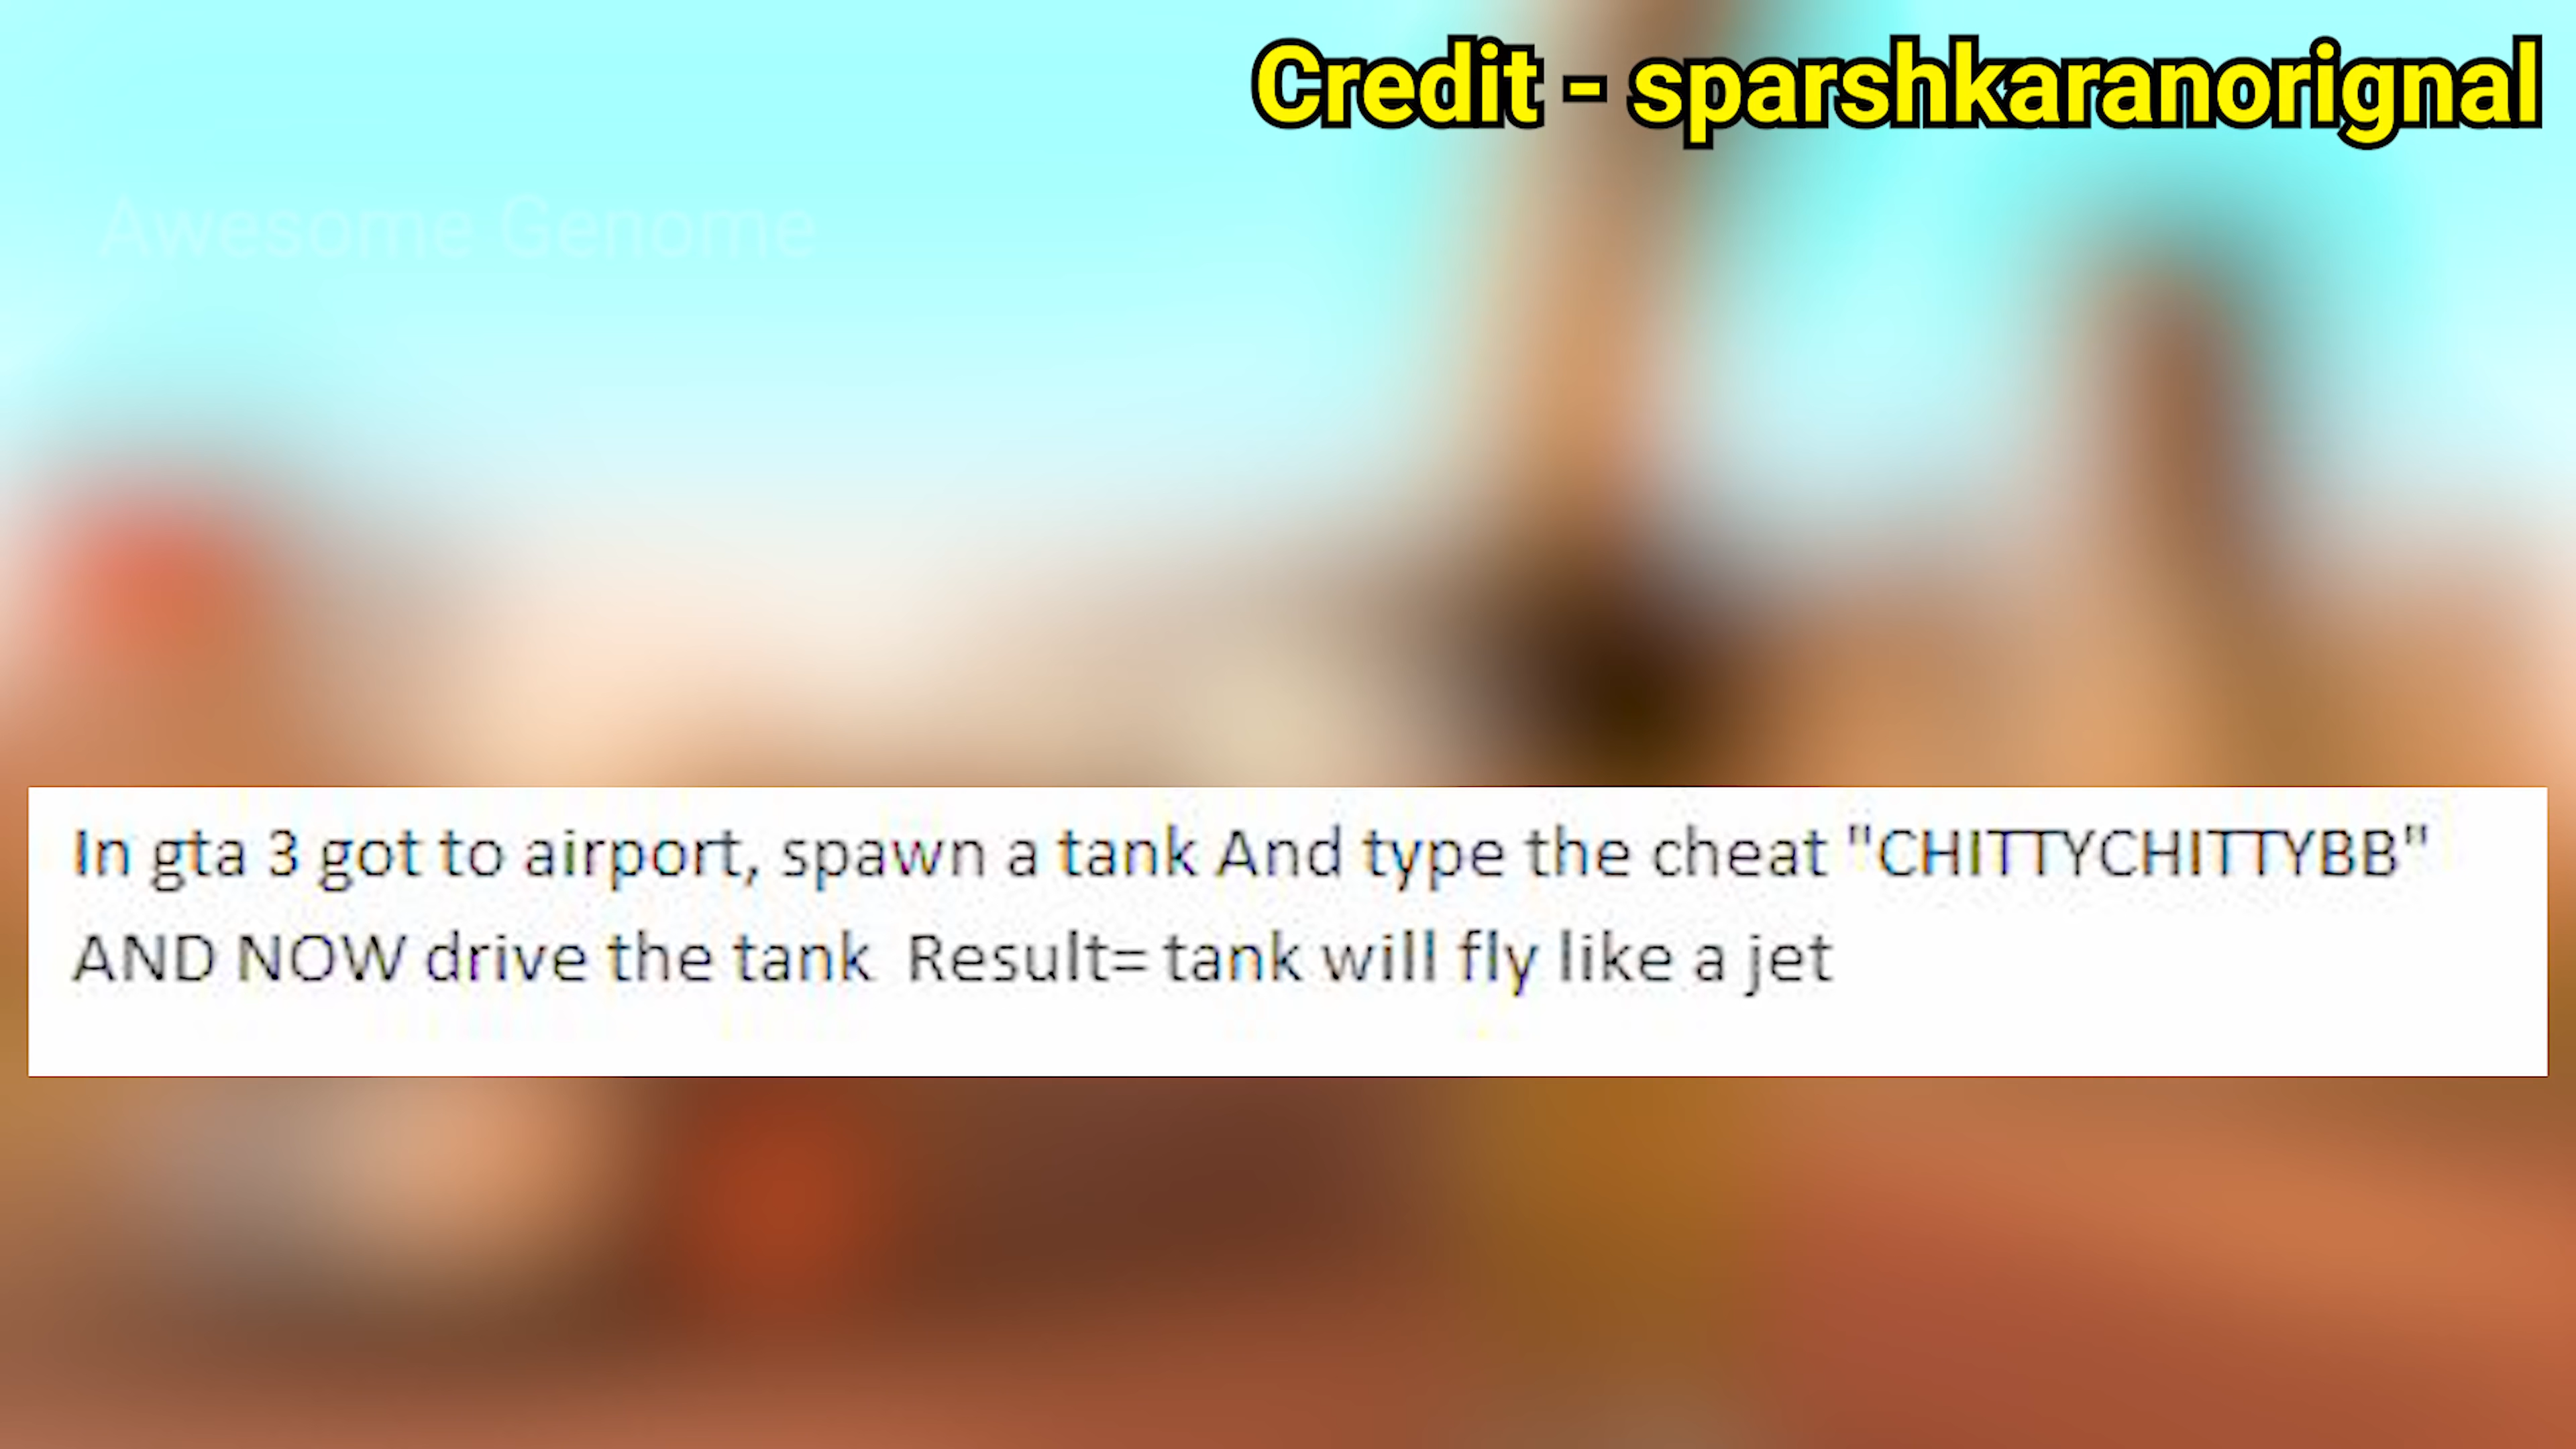 Credit - sparshkaranorignal
Awesome Genome
In gta 3 got to airport, spawn a tank And type the cheat "CHITTYCHITTYBB"
AND NOW drive the tank  Result= tank will fly like a jet